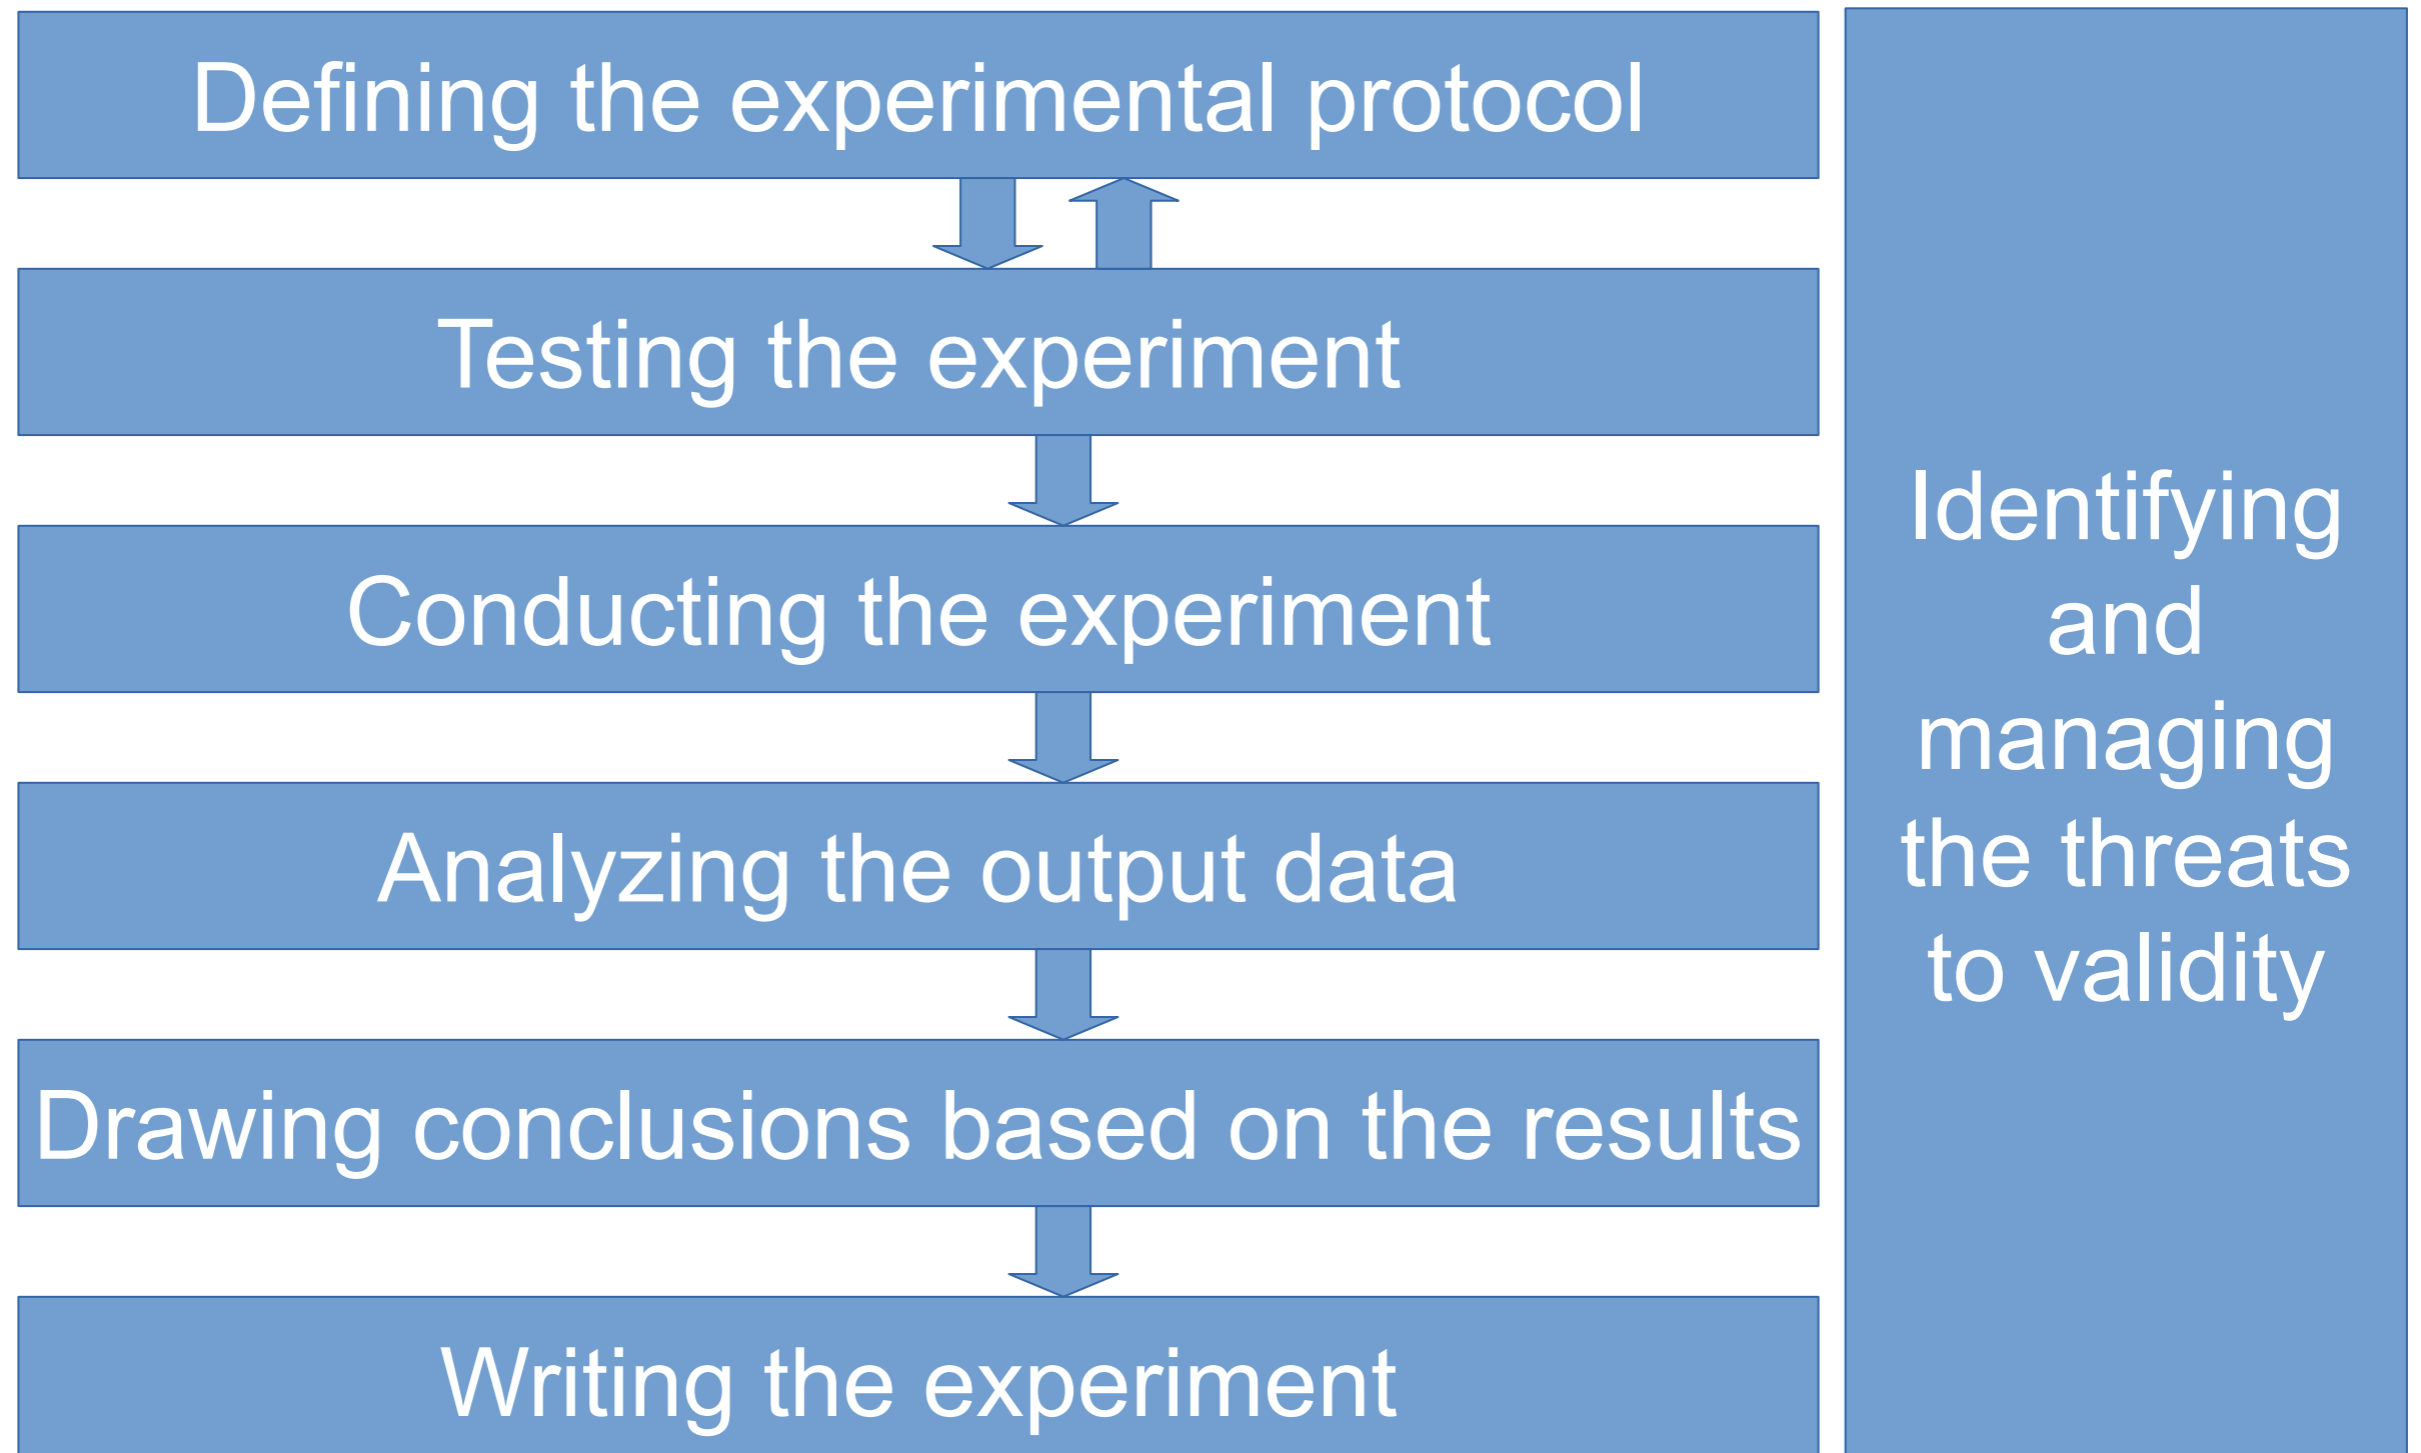 Defining the experimental protocol
Testing the experiment
Conducting the experiment
Analyzing the output data
Drawing conclusions based on the results
Writing the experiment
Identifying
and
managing
the threats
to validity